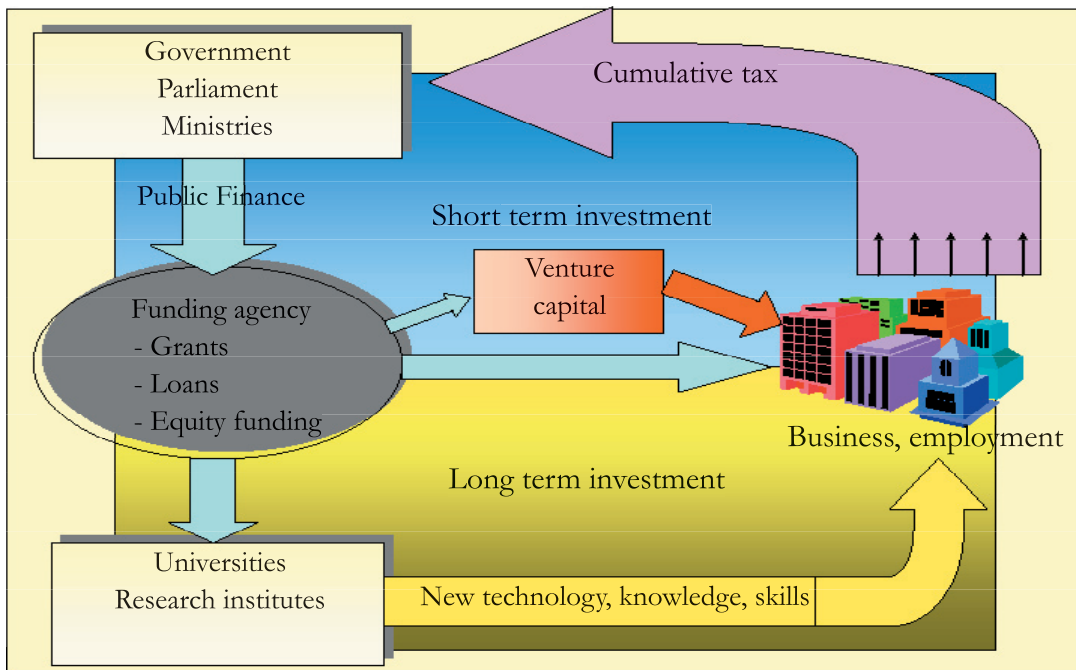 Government
Parliament
Ministries
Cumulative tax
Public Finance
Short term investment
Venture
capital
Funding agency
- Grants
- Loans
- Equity funding
Business, employment
Long term investment
Universities
Research institutes
New technology, knowledge, skills